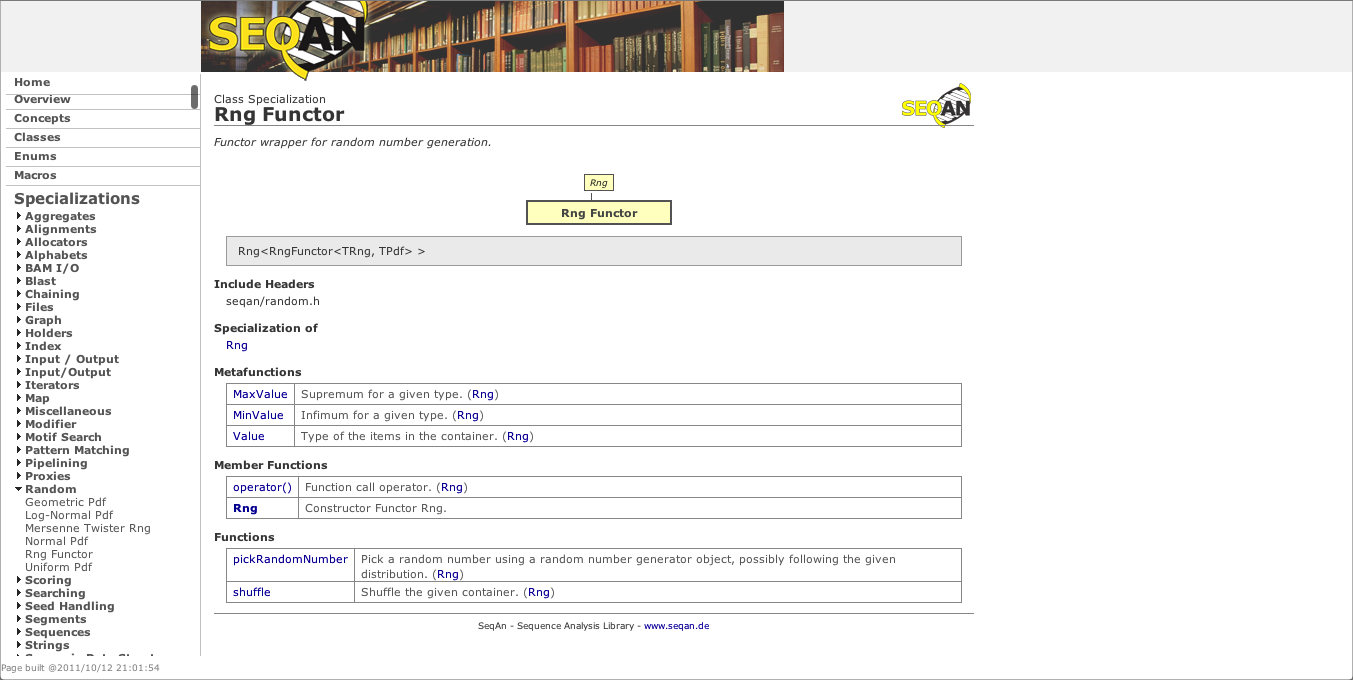 SEQAN
Home
Overview
Concepts
Classes
Enums
Macros
Specializations
Aggregates
Alignments
Allocators
Alphabets
BAM I/O
Blast
Chaining
Files
Graph
Holders
Index
Input / Output
Input/Output
Iterators
Map
Miscellaneous
Modifier
Motif Search
Pattern Matching
Pipelining
Proxies
Random
Geometric Pdf
Log-Normal Pdf
Mersenne Twister Rng
Normal Pdf
Rng Functor
Uniform Pdf
Scoring
Searching
Seed Handling
Segments
Sequences
Strings
Page built @2011/10/12 21:01:54
Class Specialization
Rng Functor
SEQAN
Functor wrapper for random number generation.
Rng
Rng Functor
Rng<RngFunctor<TRng, TPdf> >
Include Headers
seqan/random.h
Specialization of
Rng
Metafunctions
MaxValue Supremum for a given type. (Rng)
MinValue Infimum for a given type. (Rng)
Value Type of the items in the container. (Rng)
Member Functions
operator() Function call operator. (Rng)
Rng Constructor Functor Rng.
Functions
pickRandomNumber Pick a random number using a random number generator object, possibly following the given
distribution. (Rng)
shuffle Shuffle the given container. (Rng)
SeqAn - Sequence Analysis Library - www.seqan.de